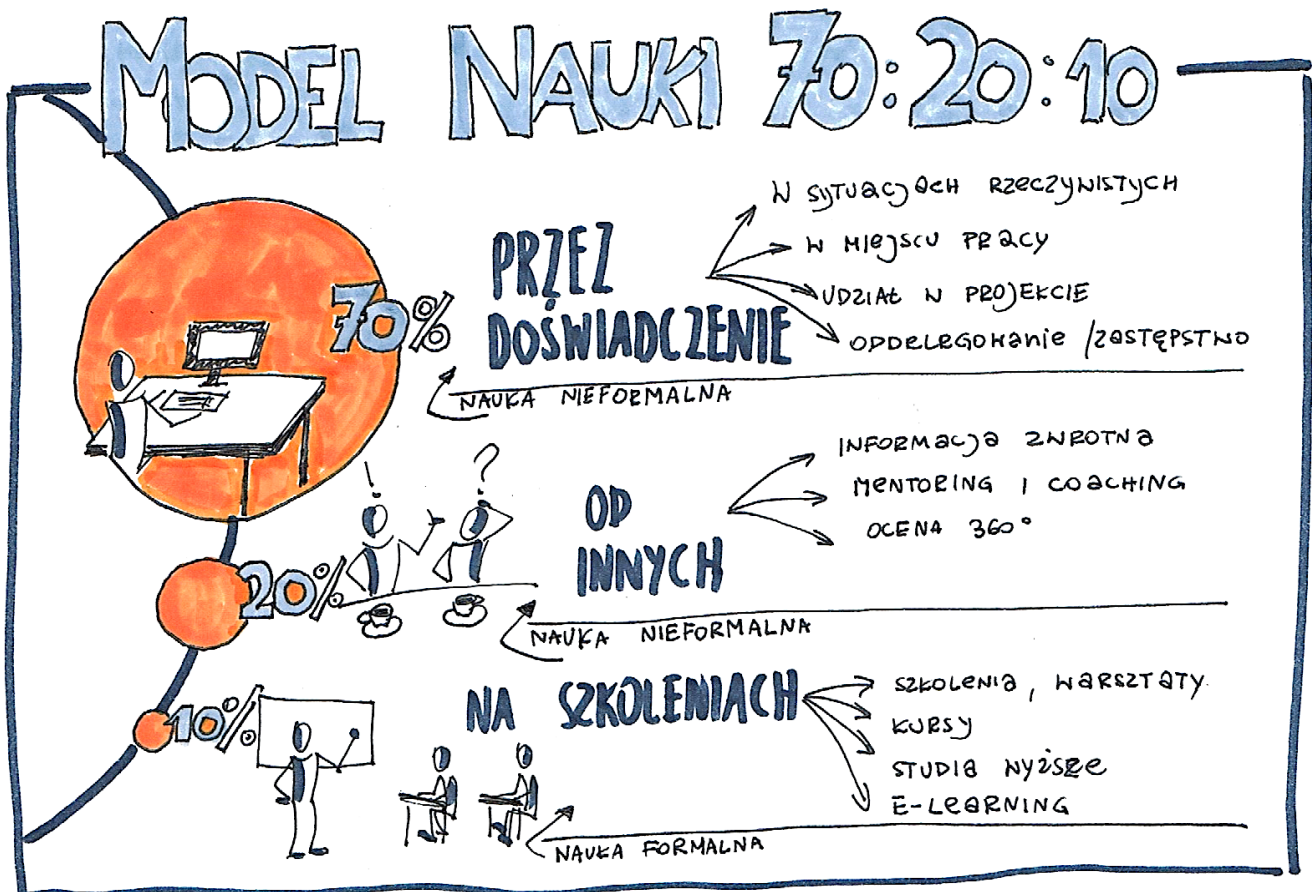 MODEL NAUKI 70:20:10
70%
PRZEZ
DOŚWIADCZENIE
W SYTUACJACH RZECZYWISTYCH
W MIEJSCU PRACY
UDZIAŁ W PROJEKCIE
ODDELEGOWANIE / ZASTĘPSTWO
NAUKA NIEFORMALNA
!
?
20%
OD
INNYCH
INFORMACJA ZWROTNA
MENTORING I COACHING
OCENA 360°
NAUKA NIEFORMALNA
10%
NA SZKOLENIACH
SZKOLENIA, WARSZTATY
KURSY
STUDIA WYŻSZE
E-LEARNING
NAUKA FORMALNA